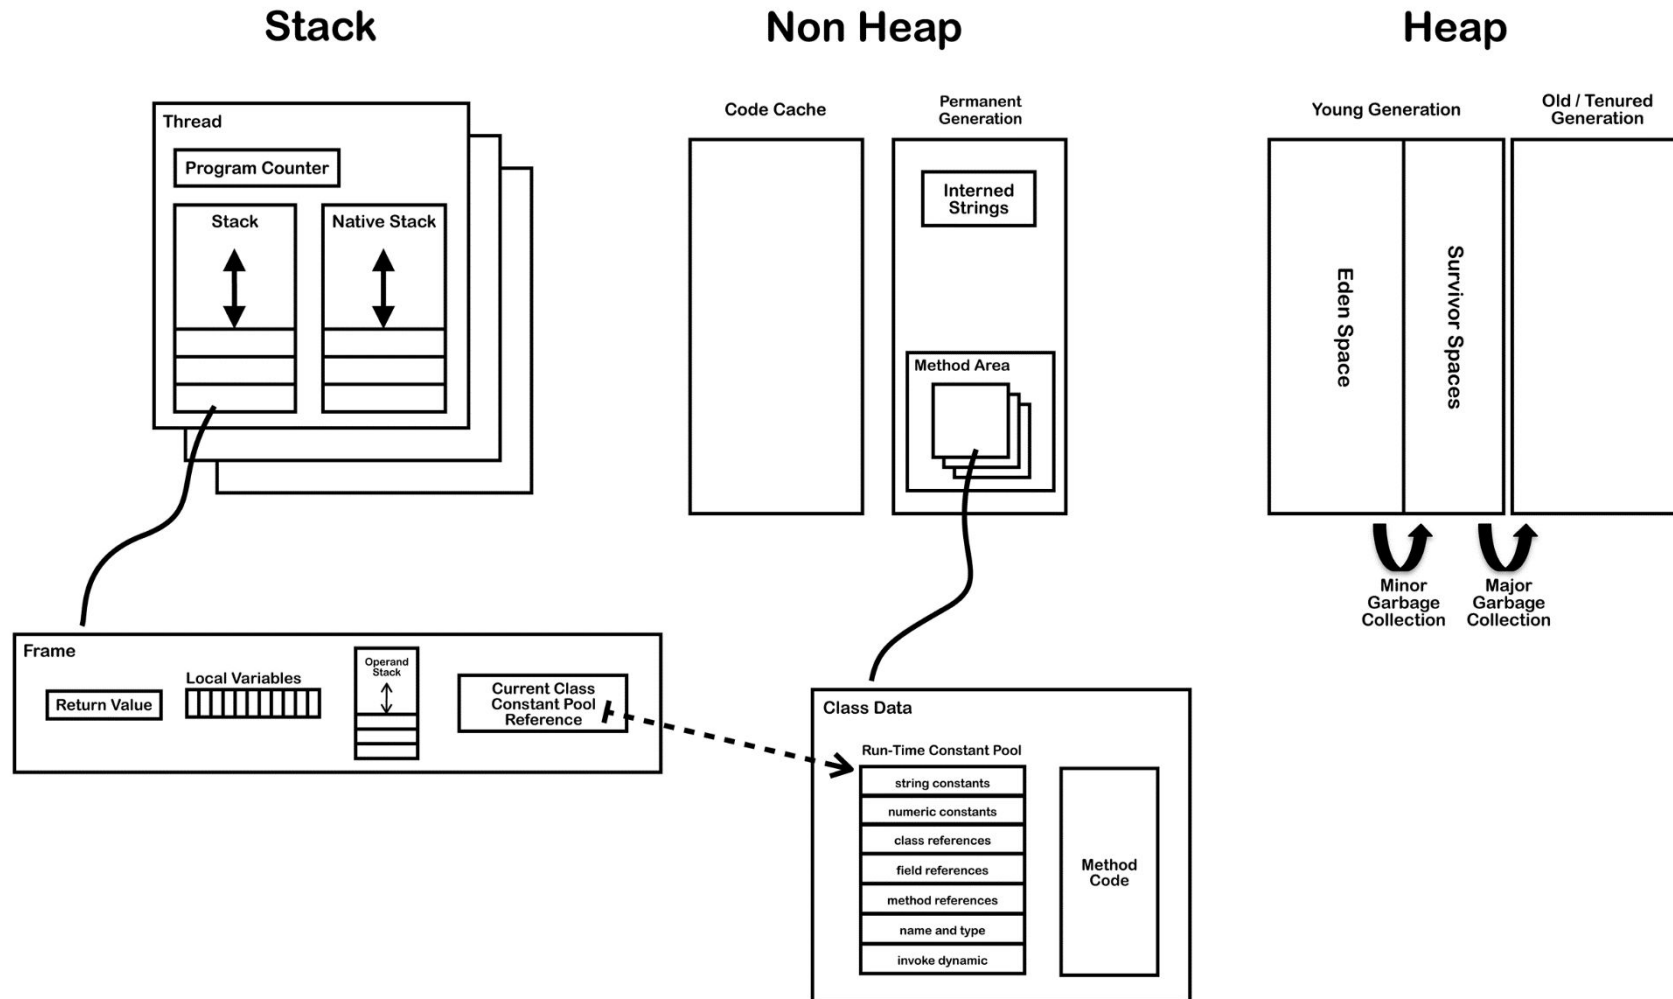 Stack
Non Heap
Heap
Thread
Program Counter
Stack
Native Stack
Code Cache
Permanent
Generation
Interned
Strings
Method Area
Young Generation
Old / Tenured
Generation
Eden Space
Survivor Spaces
Minor
Garbage
Collection
Major
Garbage
Collection
Frame
Return Value
Local Variables
Operand
Stack
Current Class
Constant Pool
Reference
Class Data
Run-Time Constant Pool
string constants
numeric constants
class references
field references
method references
name and type
invoke dynamic
Method
Code